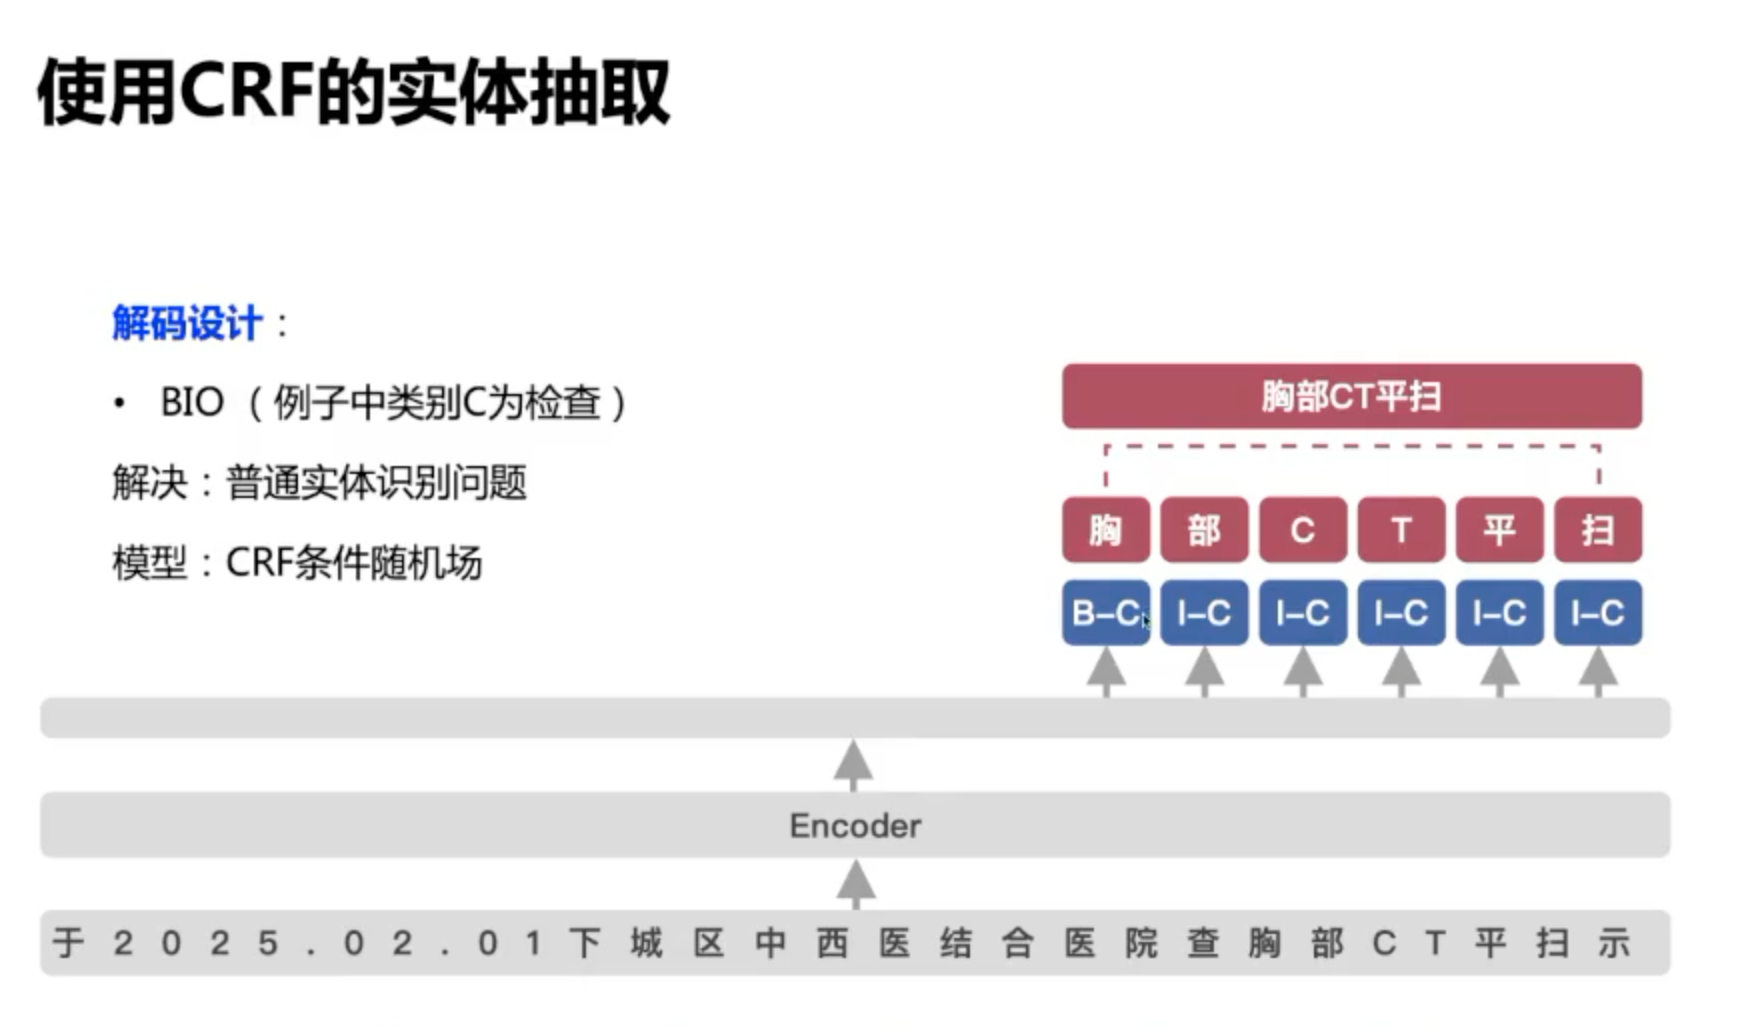 使用CRF的实体抽取
解码设计：
• BIO（例子中类别C为检查）
解决：普通实体识别问题
模型：CRF条件随机场
胸部CT平扫
胸 部 C T 平 扫
B-C I-C I-C I-C I-C I-C
Encoder
于2025.02.01下城区中西医结合医院查胸部CT平扫示